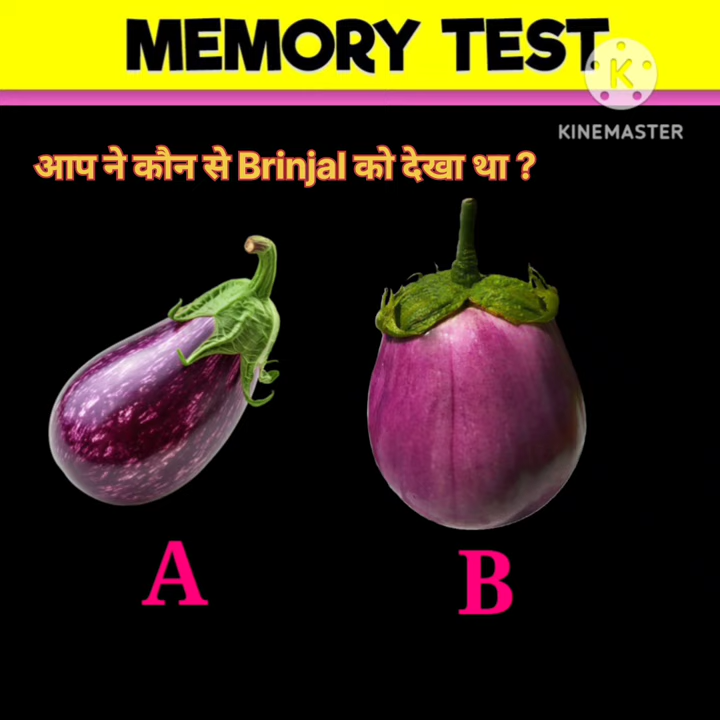 MEMORY TEST
K
KINEMASTER
आप ने कौन से Brinjal को देखा था ?
A B